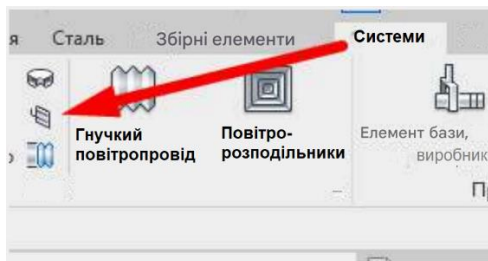 я Сталь Збірні елементи Системи
Гнучкий
повітропровід
Повітро-
розподільники
Елемент бази,
виробник
П